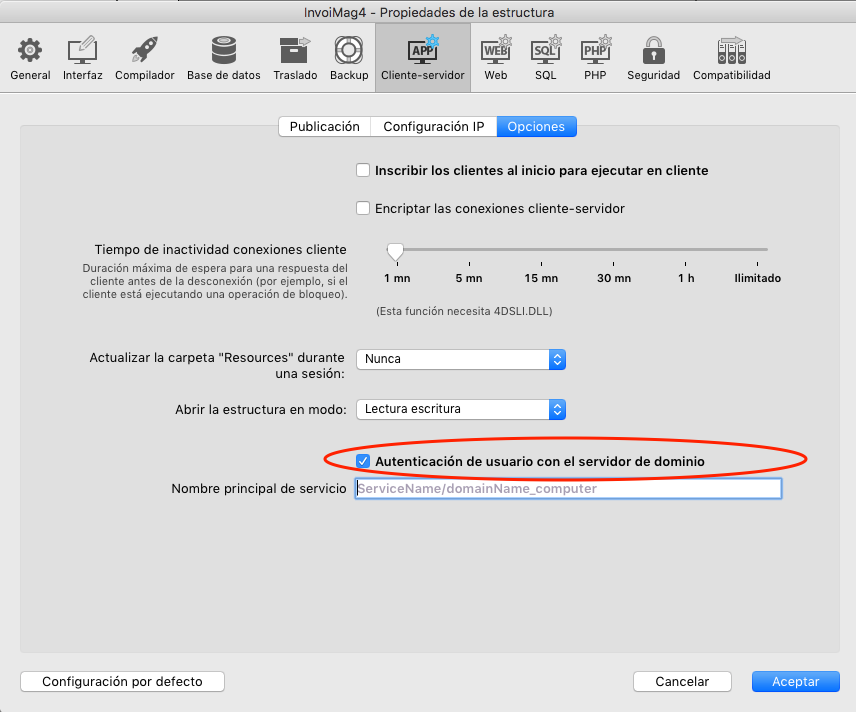 InvoiMag4 - Propiedades de la estructura
General Interfaz Compilador Base de datos Traslado Backup Cliente-servidor Web SQL PHP Seguridad Compatibilidad
APP WEB SQL PHP
Publicación Configuración IP Opciones
Inscribir los clientes al inicio para ejecutar en cliente
Encriptar las conexiones cliente-servidor
Tiempo de inactividad conexiones cliente
Duración máxima de espera para una respuesta del
cliente antes de la desconexión (por ejemplo, si el
cliente está ejecutando una operación de bloqueo).
1 mn 5 mn 15 mn 30 mn 1 h Ilimitado
(Esta función necesita 4DSLI.DLL)
Actualizar la carpeta "Resources" durante
una sesión:
Nunca
Abrir la estructura en modo: Lectura escritura
Autenticación de usuario con el servidor de dominio
Nombre principal de servicio ServiceName/domainName_computer
Configuración por defecto Cancelar Aceptar